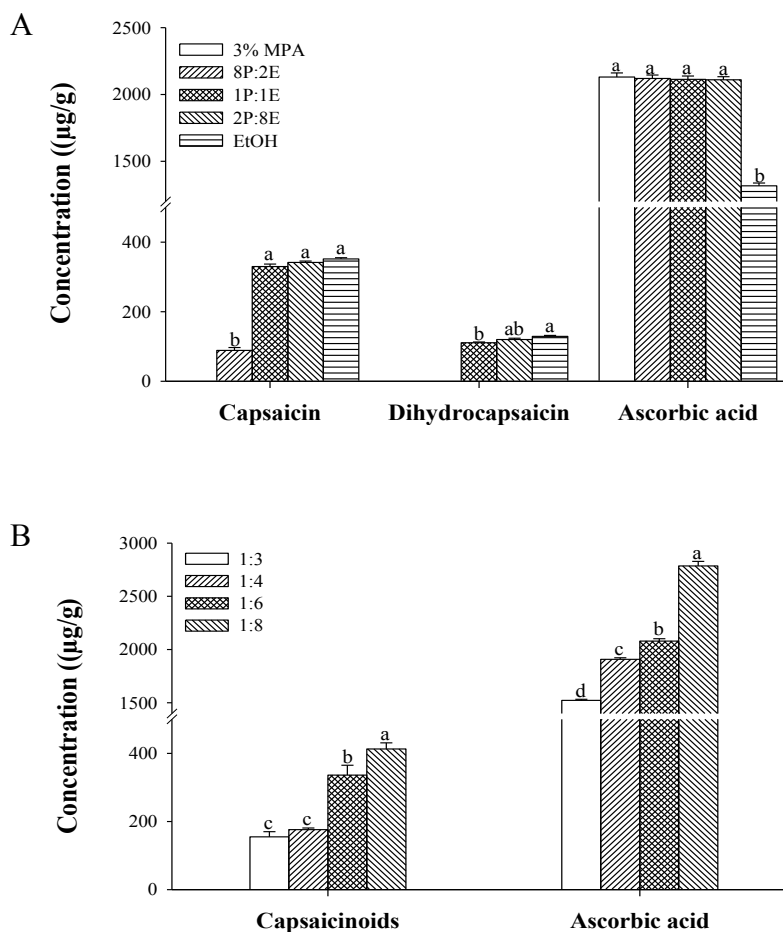 A
2500
2000
1500
400
200
0
Concentration ((µg/g)
3% MPA
8P:2E
1P:1E
2P:8E
EtOH
b
a
a
a
b
ab
a
a
a
a
a
b
Capsaicin
Dihydrocapsaicin
Ascorbic acid
B
3000
2500
2000
1500
400
200
0
Concentration ((µg/g)
1:3
1:4
1:6
1:8
c
c
b
a
d
c
b
a
Capsaicinoids
Ascorbic acid